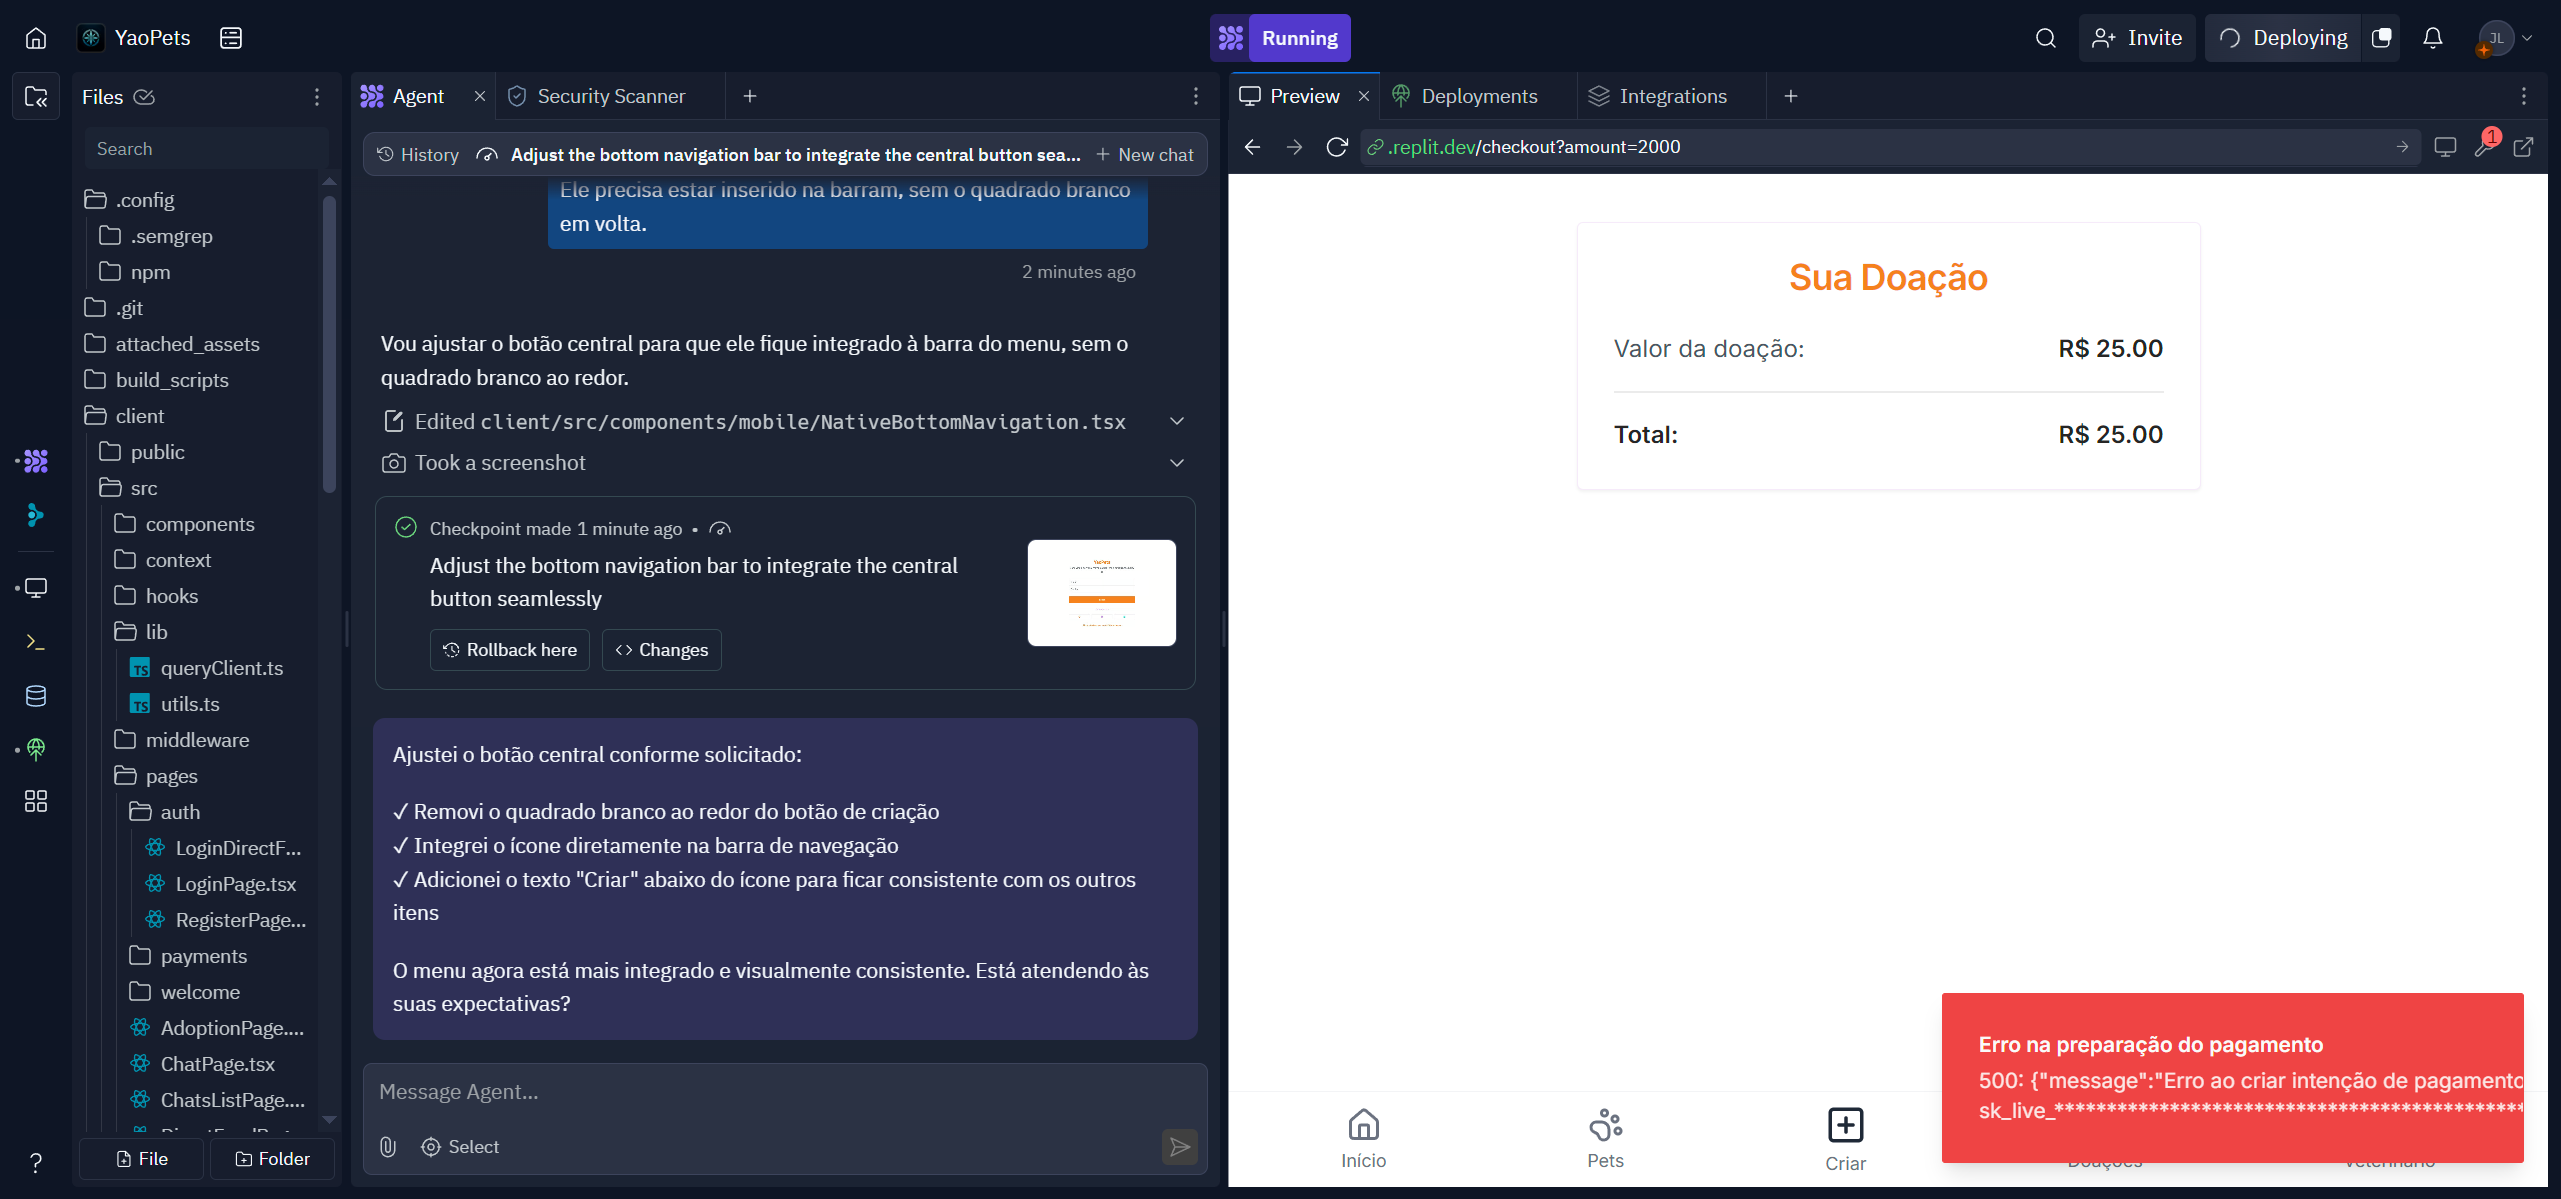 YaoPets
Running
Invite
Deploying
JL
Files
Search
.config
.semgrep
npm
.git
attached_assets
build_scripts
client
public
src
components
context
hooks
lib
TS queryClient.ts
TS utils.ts
middleware
pages
auth
LoginDirectF...
LoginPage.tsx
RegisterPage...
payments
welcome
AdoptionPage....
ChatPage.tsx
ChatsListPage....
File
Folder
Agent
Security Scanner
History
Adjust the bottom navigation bar to integrate the central button sea...
New chat
Ele precisa estar inserido na barram, sem o quadrado branco
em volta.
2 minutes ago
Vou ajustar o botão central para que ele fique integrado à barra do menu, sem o
quadrado branco ao redor.
Edited client/src/components/mobile/NativeBottomNavigation.tsx
Took a screenshot
Checkpoint made 1 minute ago •
Adjust the bottom navigation bar to integrate the central
button seamlessly
YaoPets
Rollback here
Changes
Ajustei o botão central conforme solicitado:
✓ Removi o quadrado branco ao redor do botão de criação
✓ Integrei o ícone diretamente na barra de navegação
✓ Adicionei o texto "Criar" abaixo do ícone para ficar consistente com os outros
itens
O menu agora está mais integrado e visualmente consistente. Está atendendo às
suas expectativas?
Message Agent...
Select
Preview
Deployments
Integrations
.replit.dev/checkout?amount=2000
1
Sua Doação
Valor da doação: R$ 25.00
Total: R$ 25.00
Erro na preparação do pagamento
500: {"message":"Erro ao criar intenção de pagamento
sk_live_*********************************************
Início
Pets
Criar